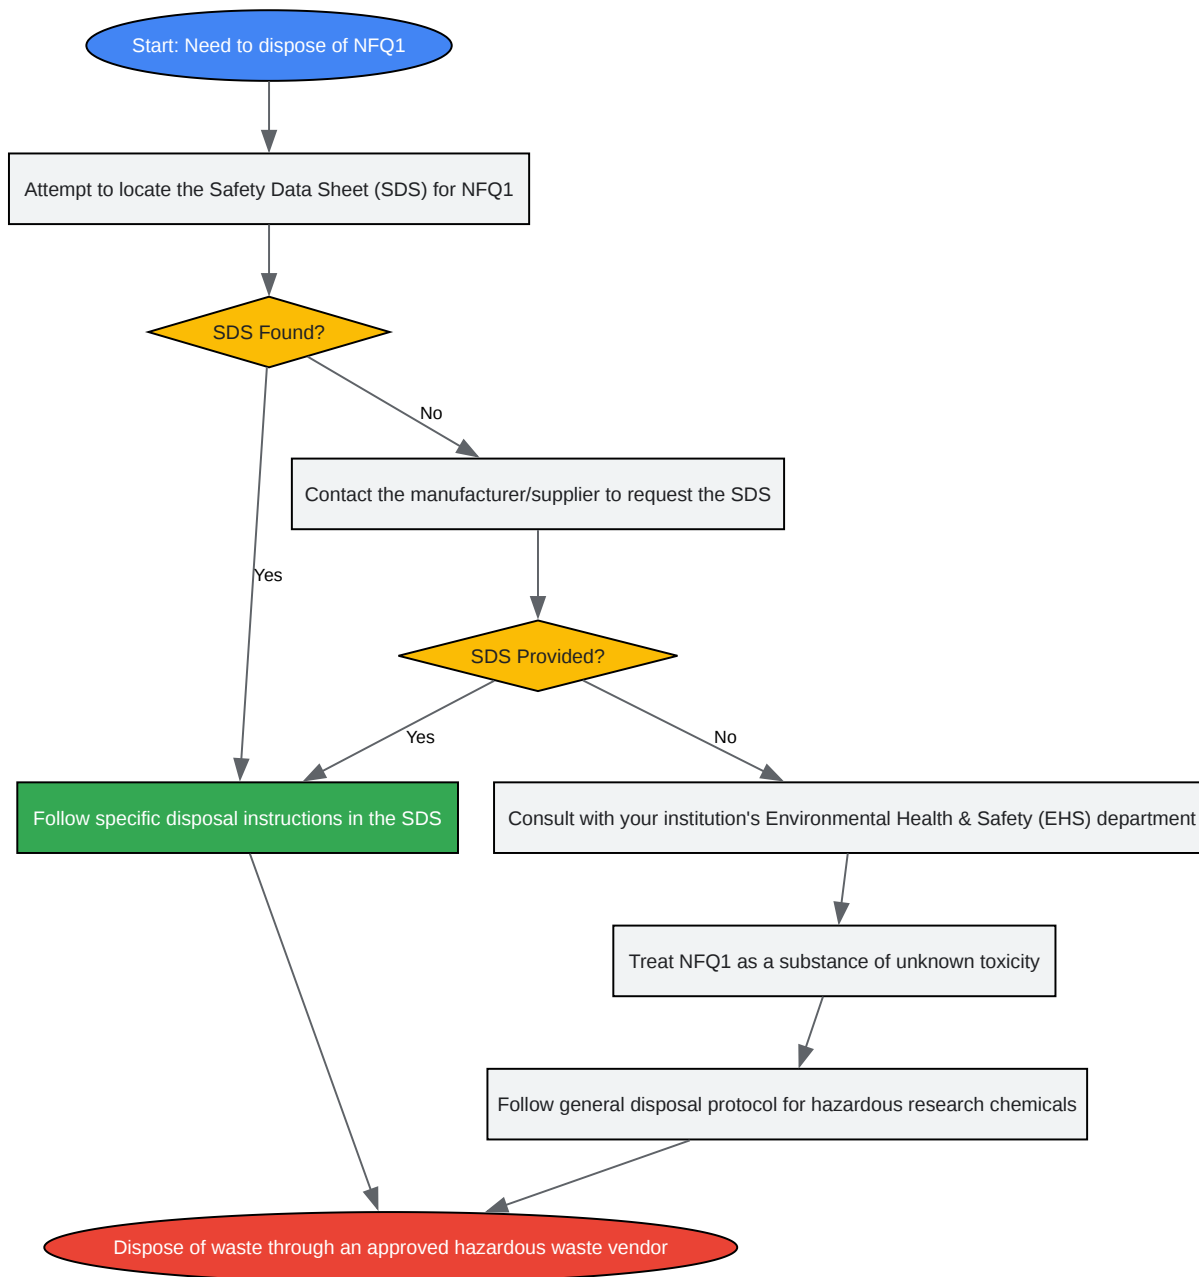 Start: Need to dispose of NFQ1
Attempt to locate the Safety Data Sheet (SDS) for NFQ1
SDS Found?
No
Contact the manufacturer/supplier to request the SDS
Yes
SDS Provided?
Yes
No
Follow specific disposal instructions in the SDS
Consult with your institution's Environmental Health & Safety (EHS) department
Treat NFQ1 as a substance of unknown toxicity
Follow general disposal protocol for hazardous research chemicals
Dispose of waste through an approved hazardous waste vendor